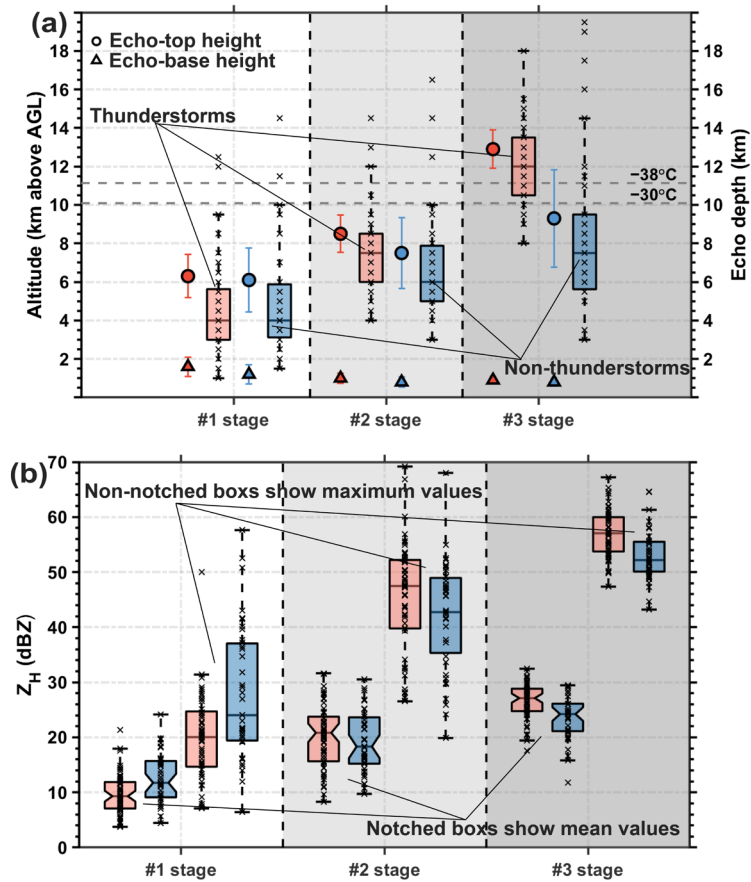 (a)
Echo-top height
Echo-base height
Thunderstorms
Non-thunderstorms
−38°C
−30°C
Altitude (km above AGL)
18
16
14
12
10
8
6
4
2
Echo depth (km)
20
18
16
14
12
10
8
6
4
2
0
#1 stage
#2 stage
#3 stage
(b)
Non-notched boxs show maximum values
Notched boxs show mean values
Z_H (dBZ)
70
60
50
40
30
20
10
0
#1 stage
#2 stage
#3 stage